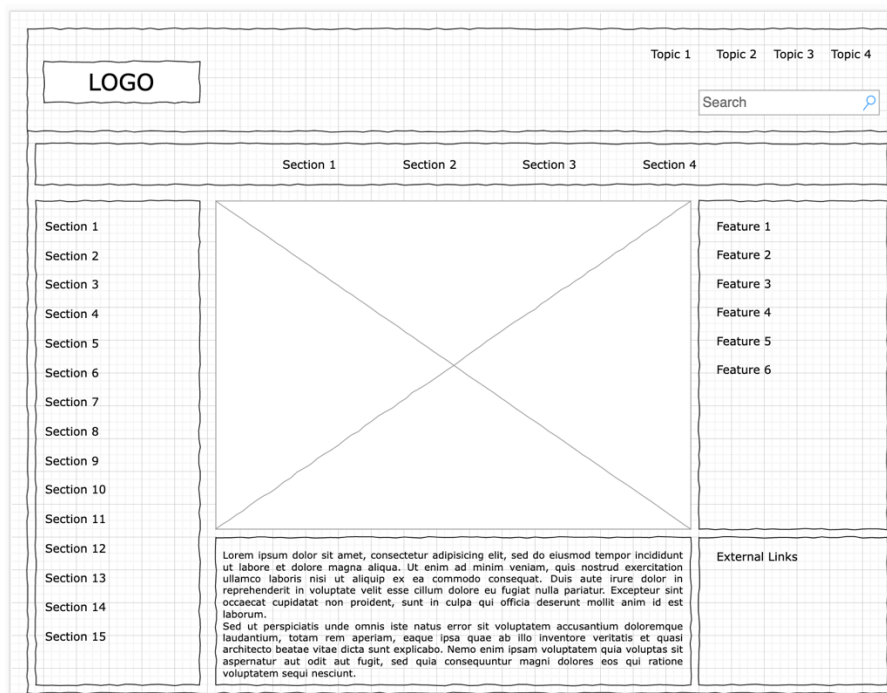 LOGO
Topic 1 Topic 2 Topic 3 Topic 4
Search
Section 1 Section 2 Section 3 Section 4
Section 1
Section 2
Section 3
Section 4
Section 5
Section 6
Section 7
Section 8
Section 9
Section 10
Section 11
Section 12
Section 13
Section 14
Section 15
Lorem ipsum dolor sit amet, consectetur adipisicing elit, sed do eiusmod tempor incididunt
ut labore et dolore magna aliqua. Ut enim ad minim veniam, quis nostrud exercitation
ullamco laboris nisi ut aliquip ex ea commodo consequat. Duis aute irure dolor in
reprehenderit in voluptate velit esse cillum dolore eu fugiat nulla pariatur. Excepteur sint
occaecat cupidatat non proident, sunt in culpa qui officia deserunt mollit anim id est
laborum.
Sed ut perspiciatis unde omnis iste natus error sit voluptatem accusantium doloremque
laudantium, totam rem aperiam, eaque ipsa quae ab illo inventore veritatis et quasi
architecto beatae vitae dicta sunt explicabo. Nemo enim ipsam voluptatem quia voluptas sit
aspernatur aut odit aut fugit, sed quia consequuntur magni dolores eos qui ratione
voluptatem sequi nesciunt.
Feature 1
Feature 2
Feature 3
Feature 4
Feature 5
Feature 6
External Links